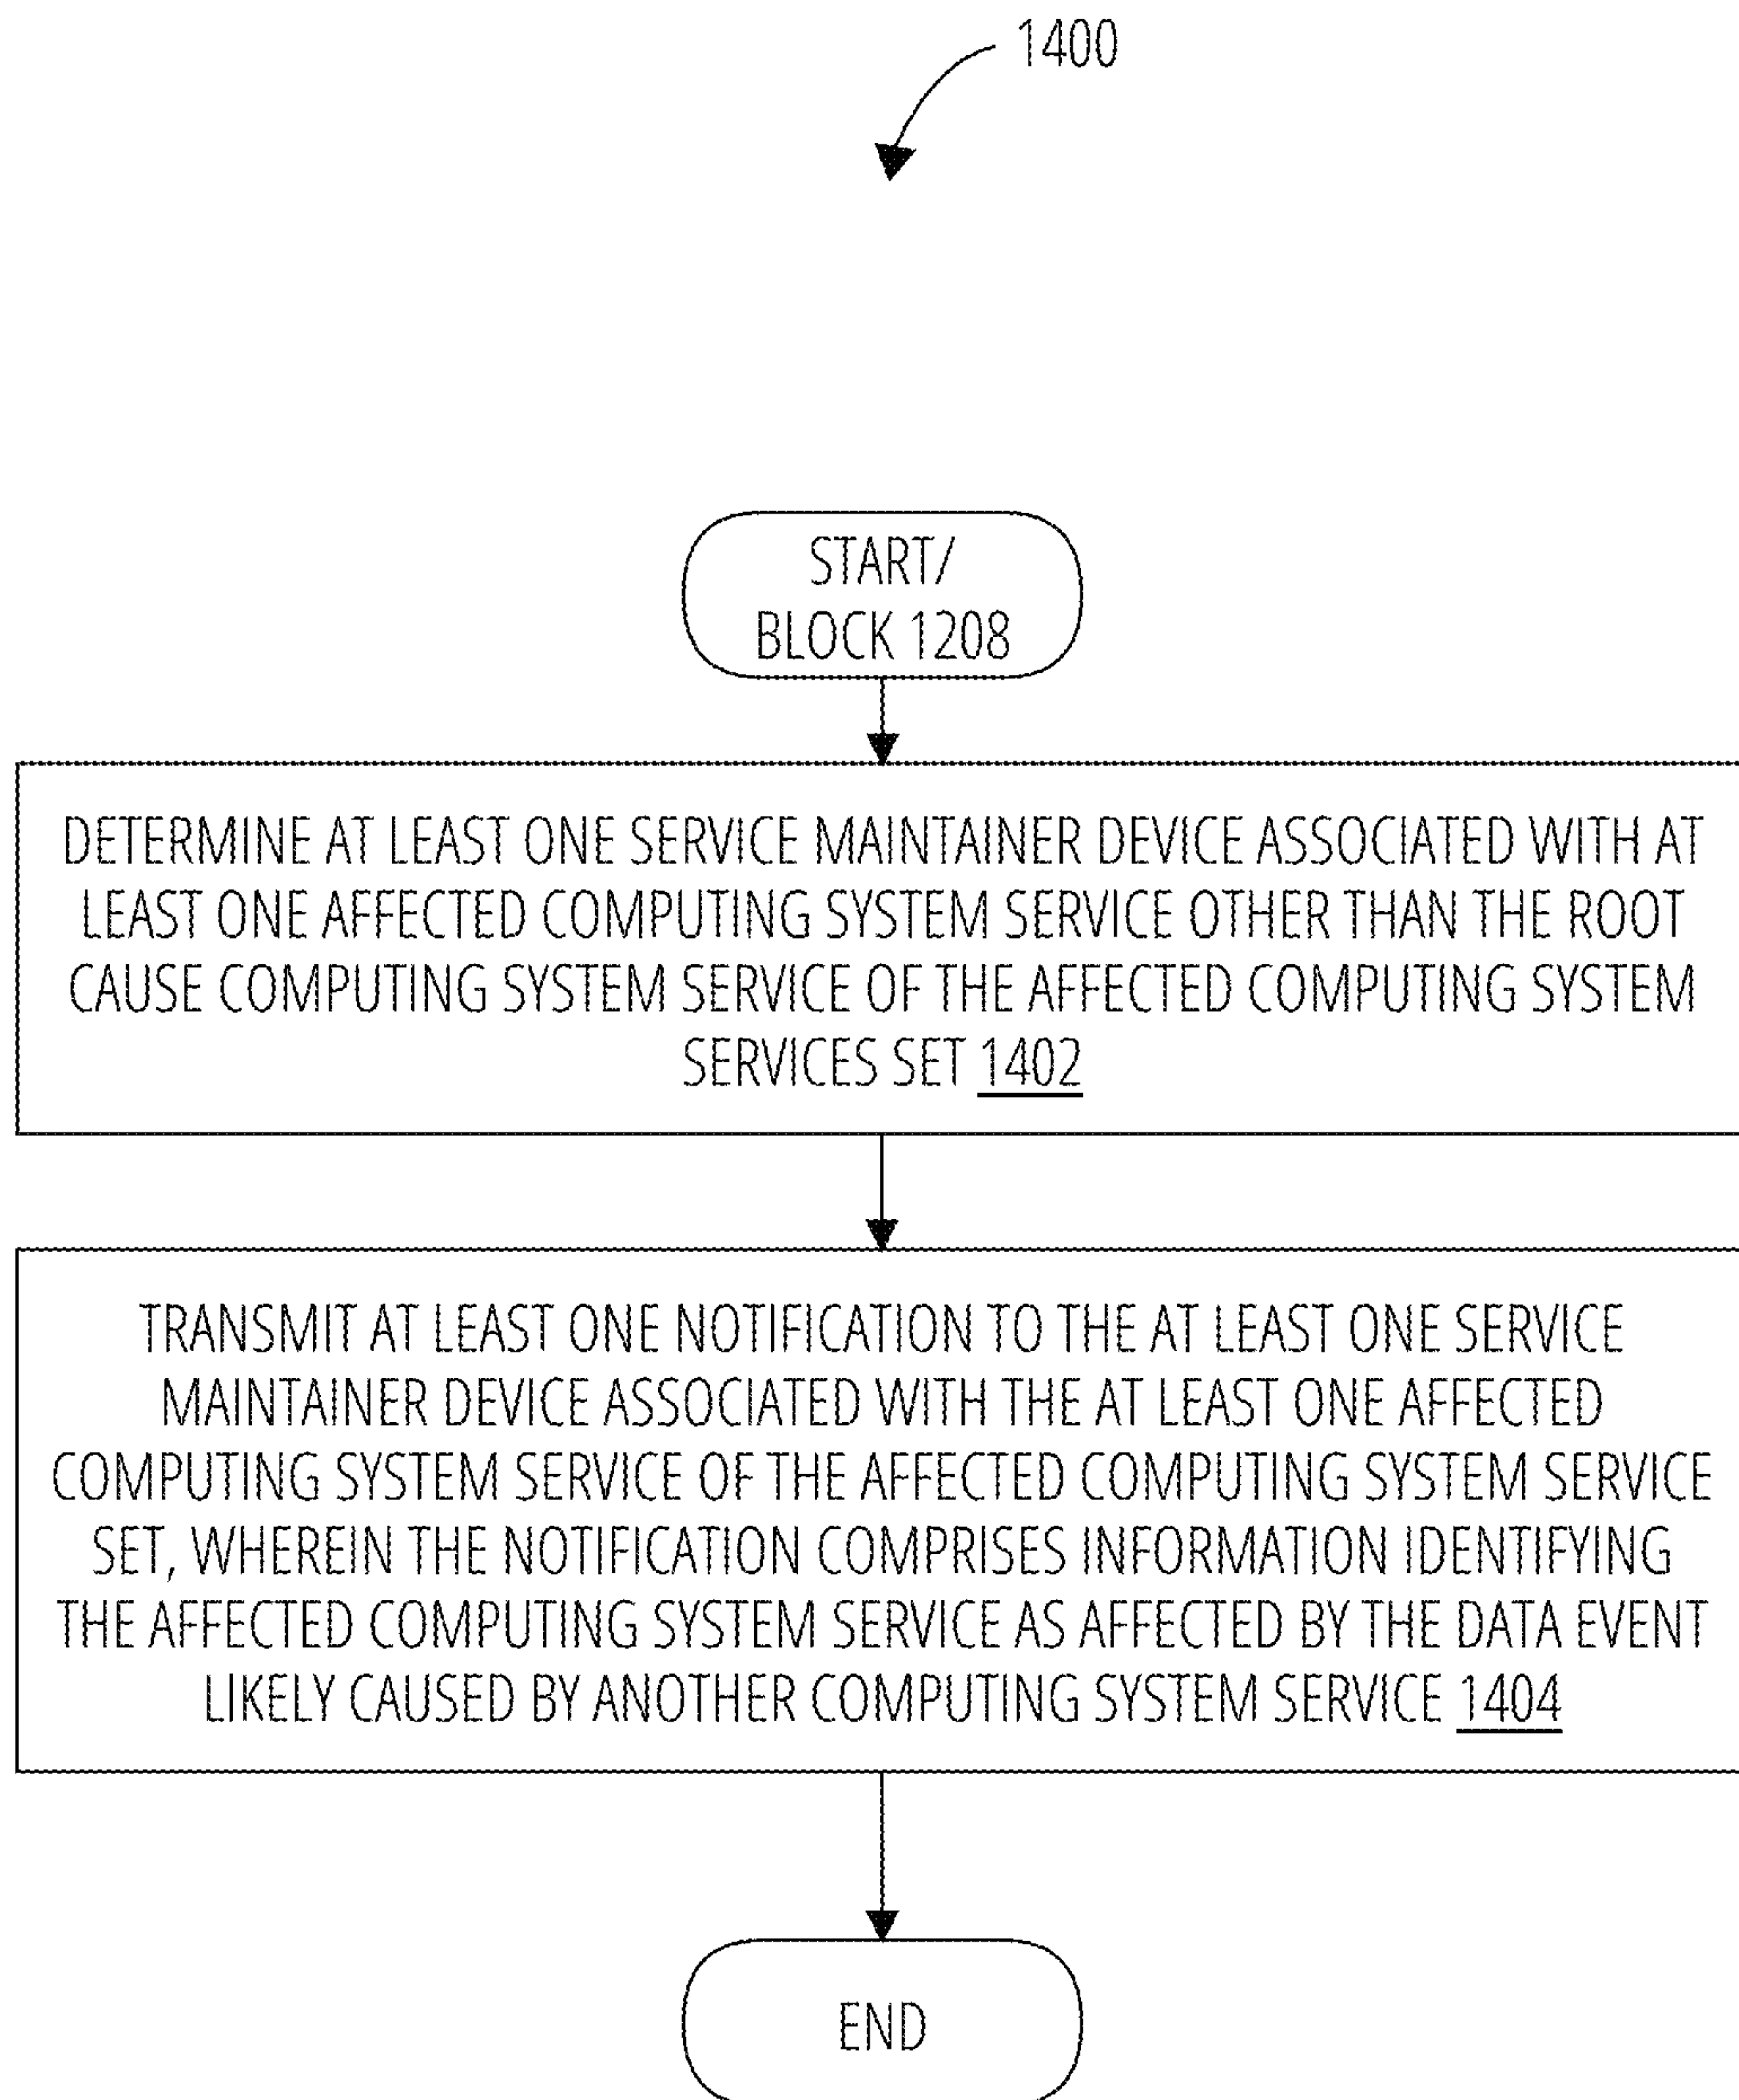 1400
START/
BLOCK 1208
DETERMINE AT LEAST ONE SERVICE MAINTAINER DEVICE ASSOCIATED WITH AT
LEAST ONE AFFECTED COMPUTING SYSTEM SERVICE OTHER THAN THE ROOT
CAUSE COMPUTING SYSTEM SERVICE OF THE AFFECTED COMPUTING SYSTEM
SERVICES SET 1402
TRANSMIT AT LEAST ONE NOTIFICATION TO THE AT LEAST ONE SERVICE
MAINTAINER DEVICE ASSOCIATED WITH THE AT LEAST ONE AFFECTED
COMPUTING SYSTEM SERVICE OF THE AFFECTED COMPUTING SYSTEM SERVICE
SET, WHEREIN THE NOTIFICATION COMPRISES INFORMATION IDENTIFYING
THE AFFECTED COMPUTING SYSTEM SERVICE AS AFFECTED BY THE DATA EVENT
LIKELY CAUSED BY ANOTHER COMPUTING SYSTEM SERVICE 1404
END